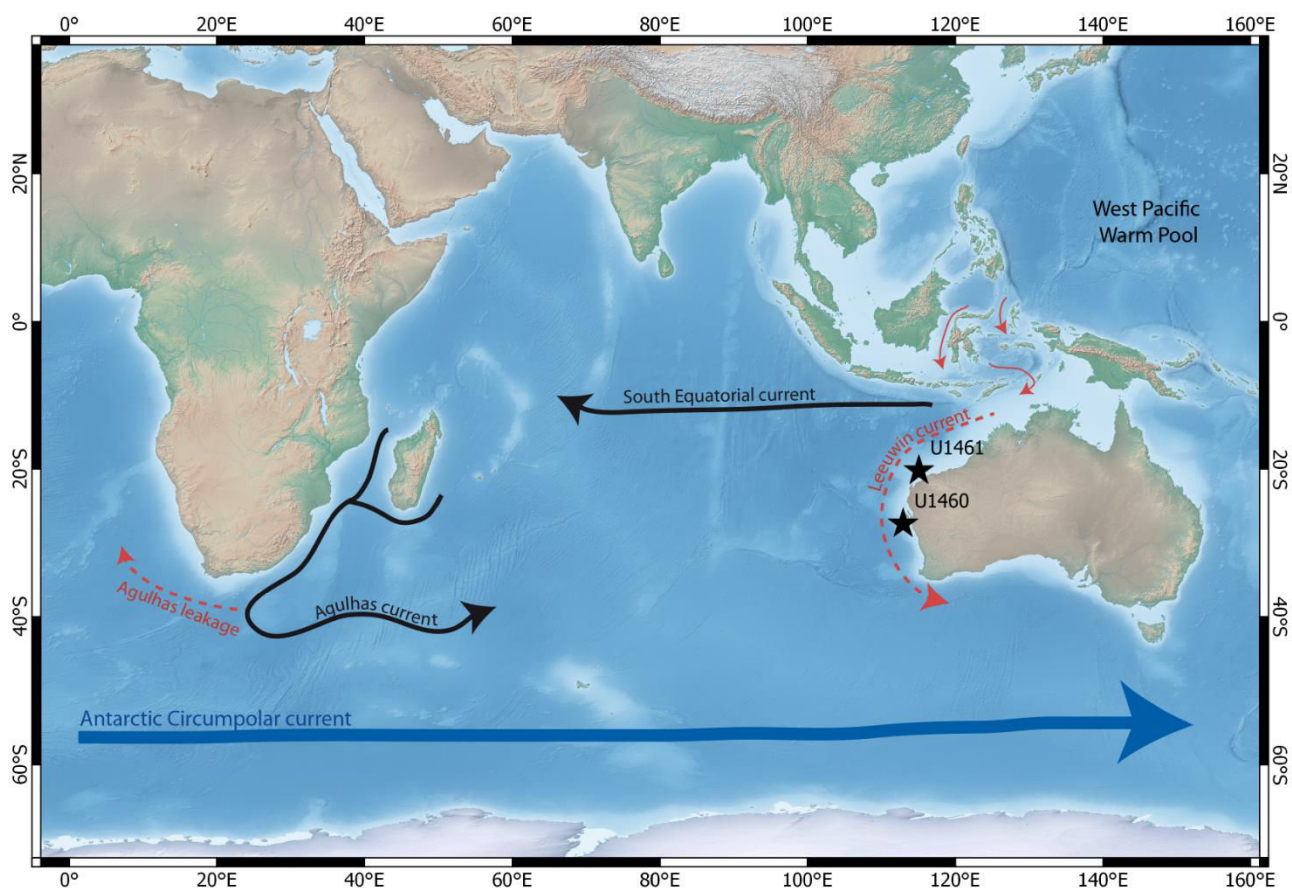 0° 20°E 40°E 60°E 80°E 100°E 120°E 140°E 160°E
20°N 20°N
West Pacific
Warm Pool
0° 0°
South Equatorial current
Leeuwin current
U1461
20°S 20°S
U1460
Agulhas leakage
Agulhas current
40°S 40°S
Antarctic Circumpolar current
60°S 60°S
0° 20°E 40°E 60°E 80°E 100°E 120°E 140°E 160°E